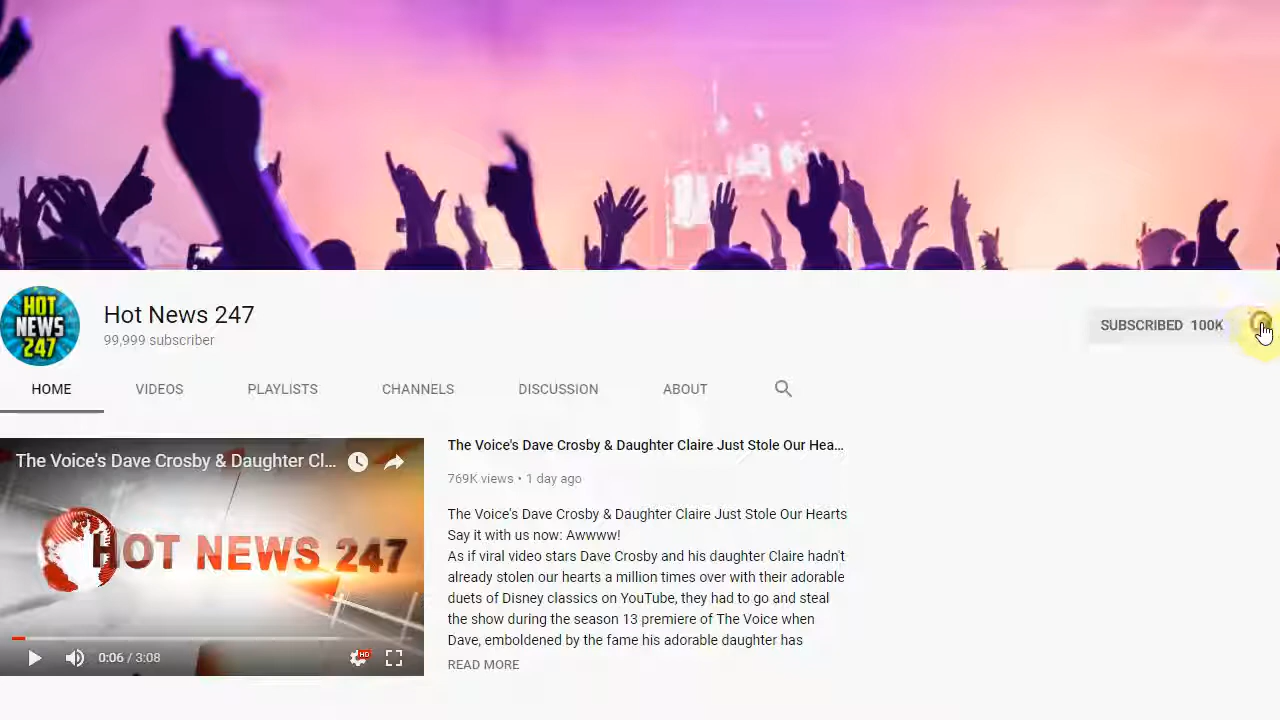 HOT
NEWS
247
Hot News 247
99,999 subscriber
SUBSCRIBED 100K
HOME VIDEOS PLAYLISTS CHANNELS DISCUSSION ABOUT
The Voice's Dave Crosby & Daughter Cl...
HOT NEWS 247
0:06 / 3:08
HD
The Voice's Dave Crosby & Daughter Claire Just Stole Our Hea...
769K views • 1 day ago
The Voice's Dave Crosby & Daughter Claire Just Stole Our Hearts
Say it with us now: Awwww!
As if viral video stars Dave Crosby and his daughter Claire hadn't
already stolen our hearts a million times over with their adorable
duets of Disney classics on YouTube, they had to go and steal
the show during the season 13 premiere of The Voice when
Dave, emboldened by the fame his adorable daughter has
READ MORE